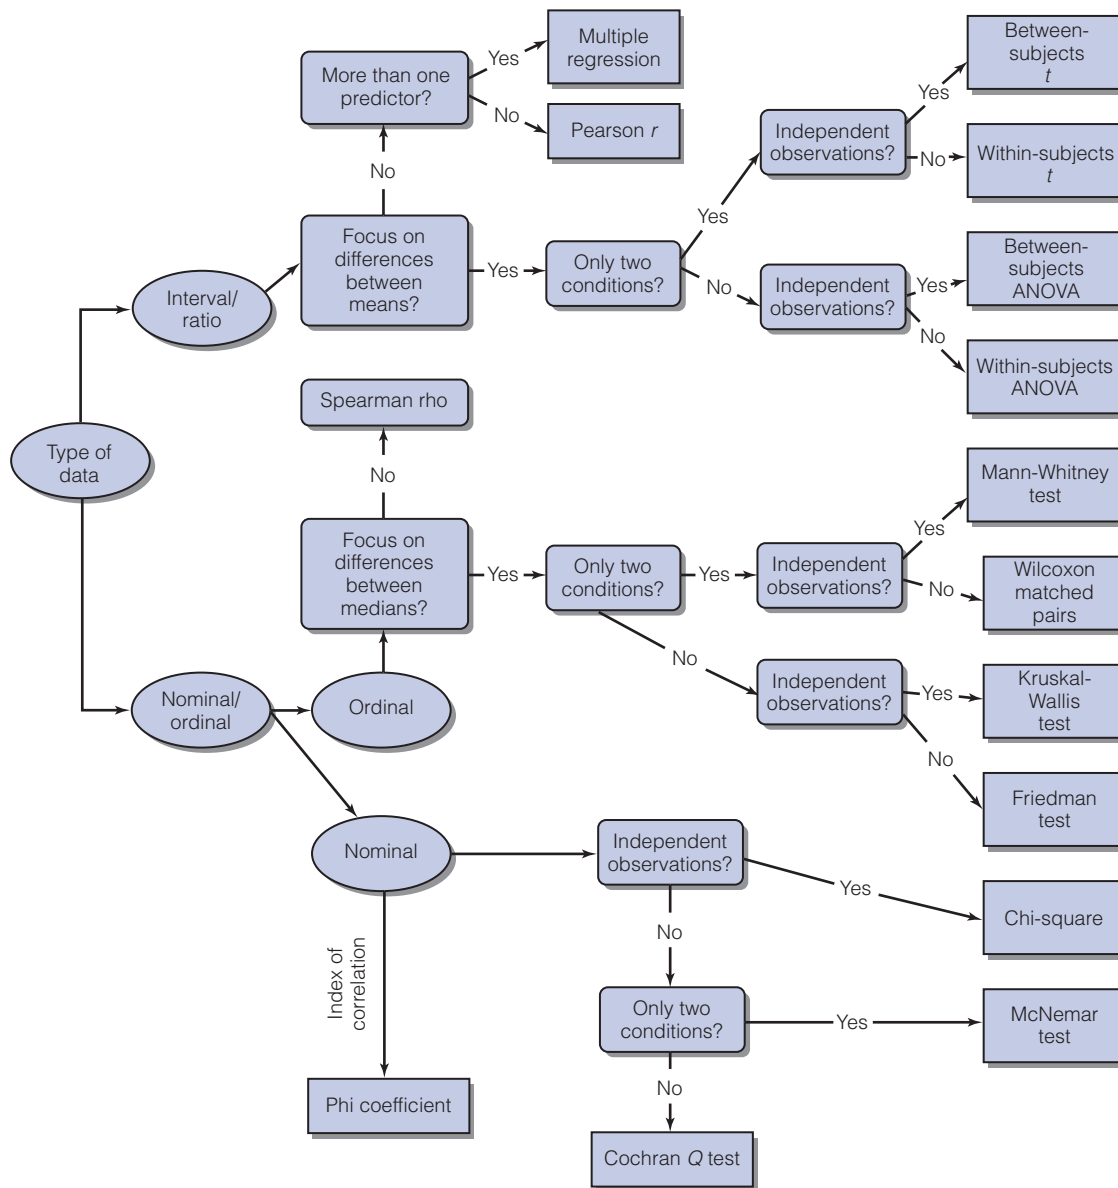 More than one
predictor?
Yes
Multiple
regression
No
Pearson r
No
Focus on
differences
between
means?
Interval/
ratio
Yes
Only two
conditions?
Yes
Independent
observations?
Yes
Between-
subjects
t
No
Within-subjects
t
No
Independent
observations?
Yes
Between-
subjects
ANOVA
No
Within-subjects
ANOVA
Type of
data
Spearman rho
No
Focus on
differences
between
medians?
Yes
Only two
conditions?
Yes
Independent
observations?
Yes
Mann-Whitney
test
No
Wilcoxon
matched
pairs
No
Independent
observations?
Yes
Kruskal-
Wallis
test
No
Friedman
test
Nominal/
ordinal
Ordinal
Nominal
Independent
observations?
Yes
Chi-square
No
Only two
conditions?
Yes
McNemar
test
No
Cochran Q test
Index of
correlation
Phi coefficient